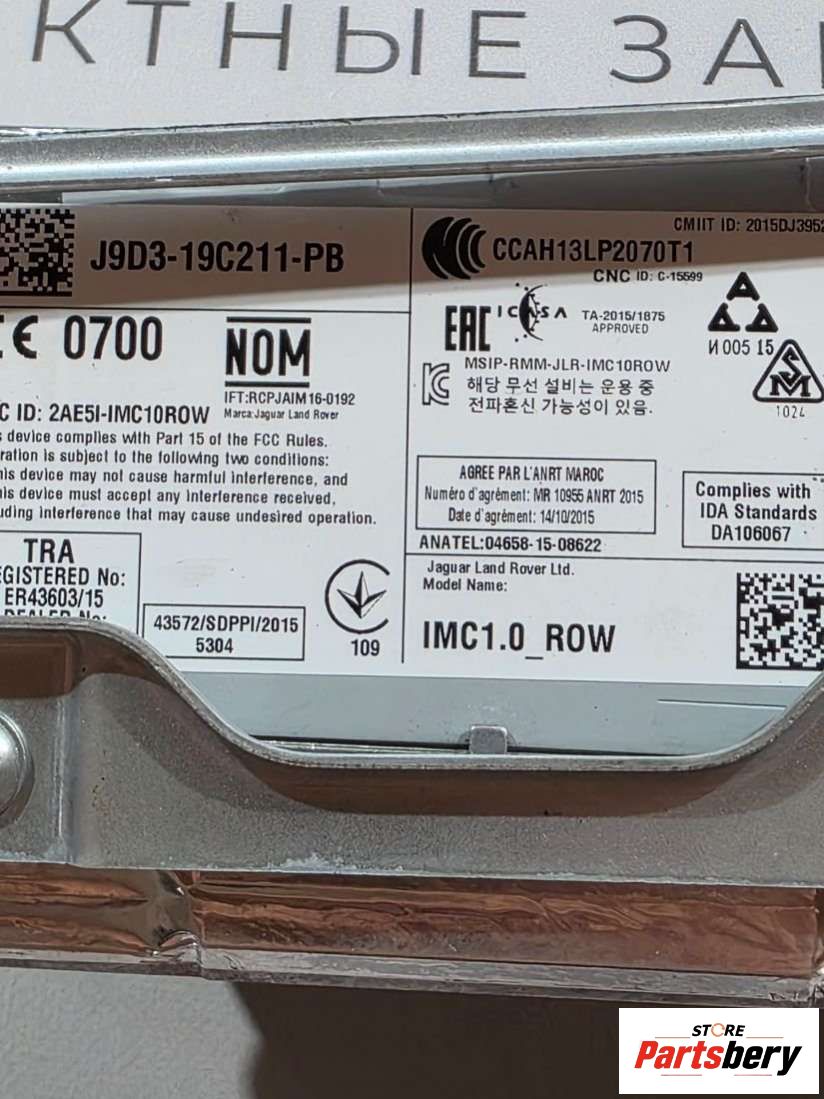 КТНЫЕ ЗА
J9D3-19C211-PB
CMIIT ID: 2015DJ3952
CCAH13LP2070T1
CNC ID: C-15599
CE 0700
NOM
IFT:RCPJAIM16-0192
Marca:Jaguar Land Rover
EAC
ICASA
TA-2015/1875
APPROVED
И 005 15
MSIP-RMM-JLR-IMC10ROW
해당 무선 설비는 운용 중
전파혼신 가능성이 있음.
1024
C ID: 2AE5I-IMC10ROW
s device complies with Part 15 of the FCC Rules.
ration is subject to the following two conditions:
his device may not cause harmful interference, and
his device must accept any interference received,
uding interference that may cause undesired operation.
AGREE PAR L'ANRT MAROC
Numéro d'agrément: MR 10955 ANRT 2015
Date d'agrément: 14/10/2015
Complies with
IDA Standards
DA106067
ANATEL:04658-15-08622
TRA
EGISTERED No:
ER43603/15
DEALER No:
43572/SDPPI/2015
5304
109
Jaguar Land Rover Ltd.
Model Name:
IMC1.0_ROW
STORE
Partsbery